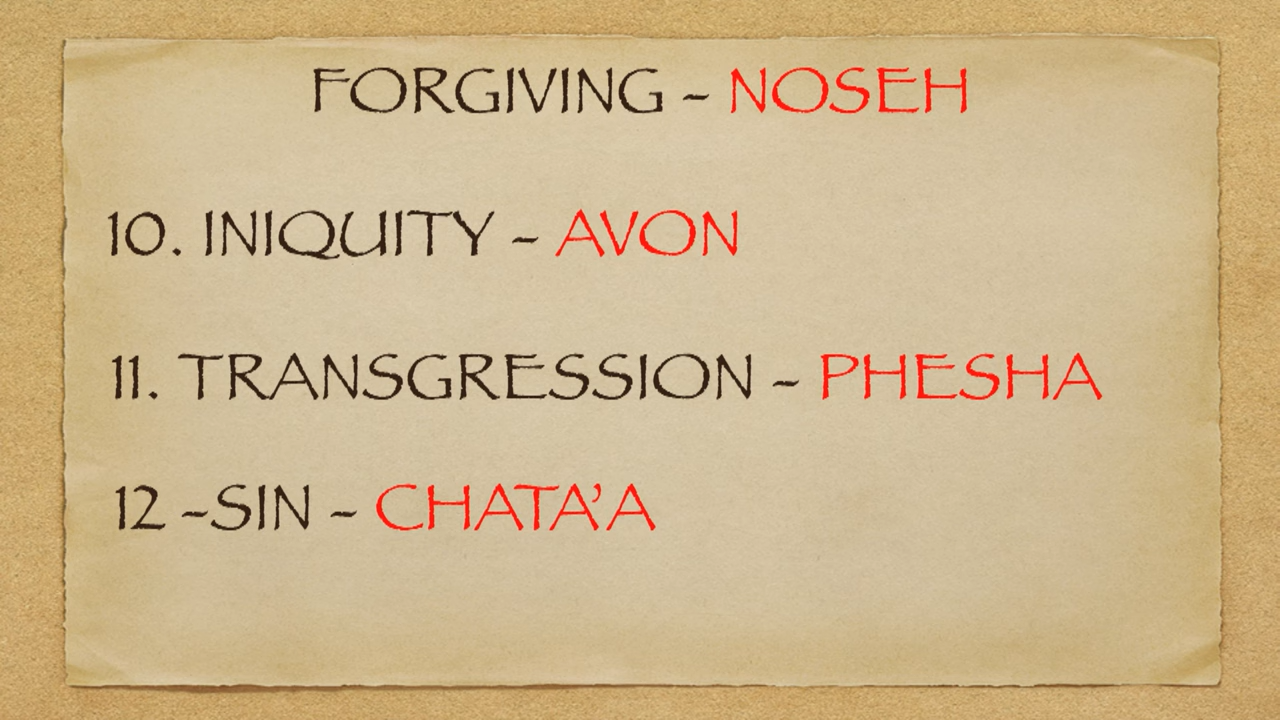 FORGIVING - NOSEH
10. INIQUITY - AVON
11. TRANSGRESSION - PHESHA
12 -SIN - CHATA'A